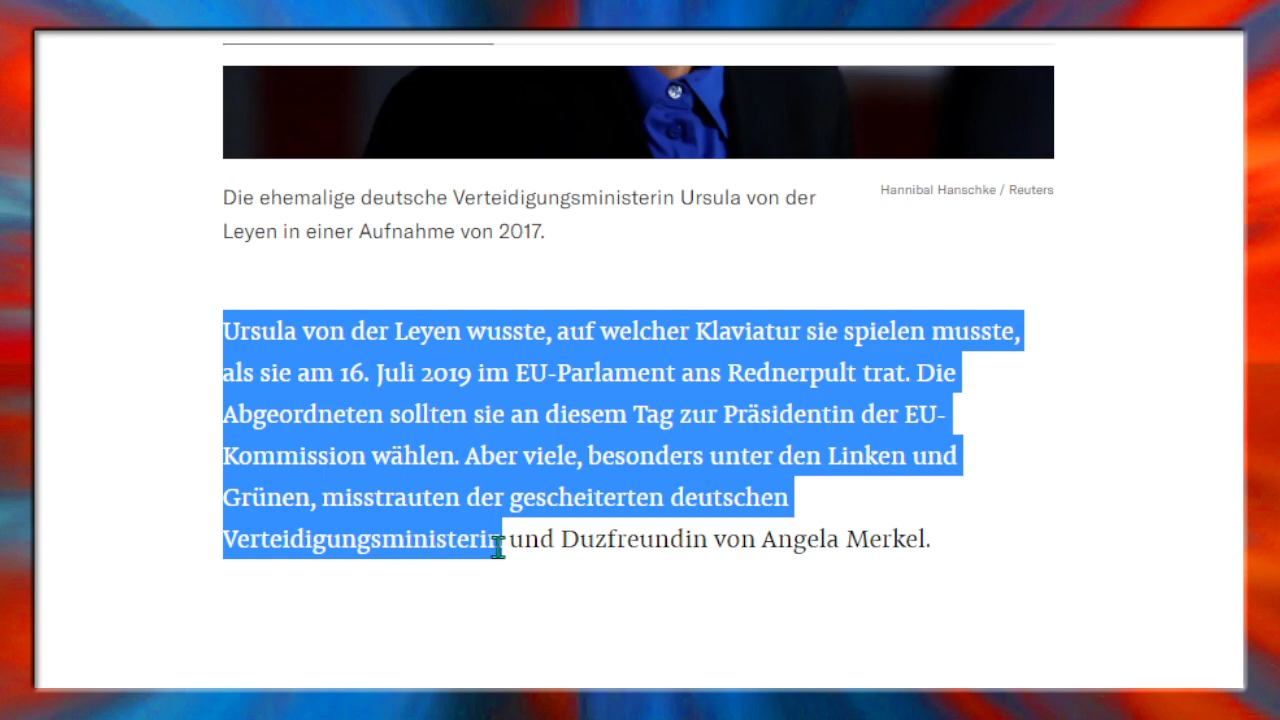 Die ehemalige deutsche Verteidigungsministerin Ursula von der
Leyen in einer Aufnahme von 2017.
Hannibal Hanschke / Reuters
Ursula von der Leyen wusste, auf welcher Klaviatur sie spielen musste,
als sie am 16. Juli 2019 im EU-Parlament ans Rednerpult trat. Die
Abgeordneten sollten sie an diesem Tag zur Präsidentin der EU-
Kommission wählen. Aber viele, besonders unter den Linken und
Grünen, misstrauten der gescheiterten deutschen
Verteidigungsministerin und Duzfreundin von Angela Merkel.